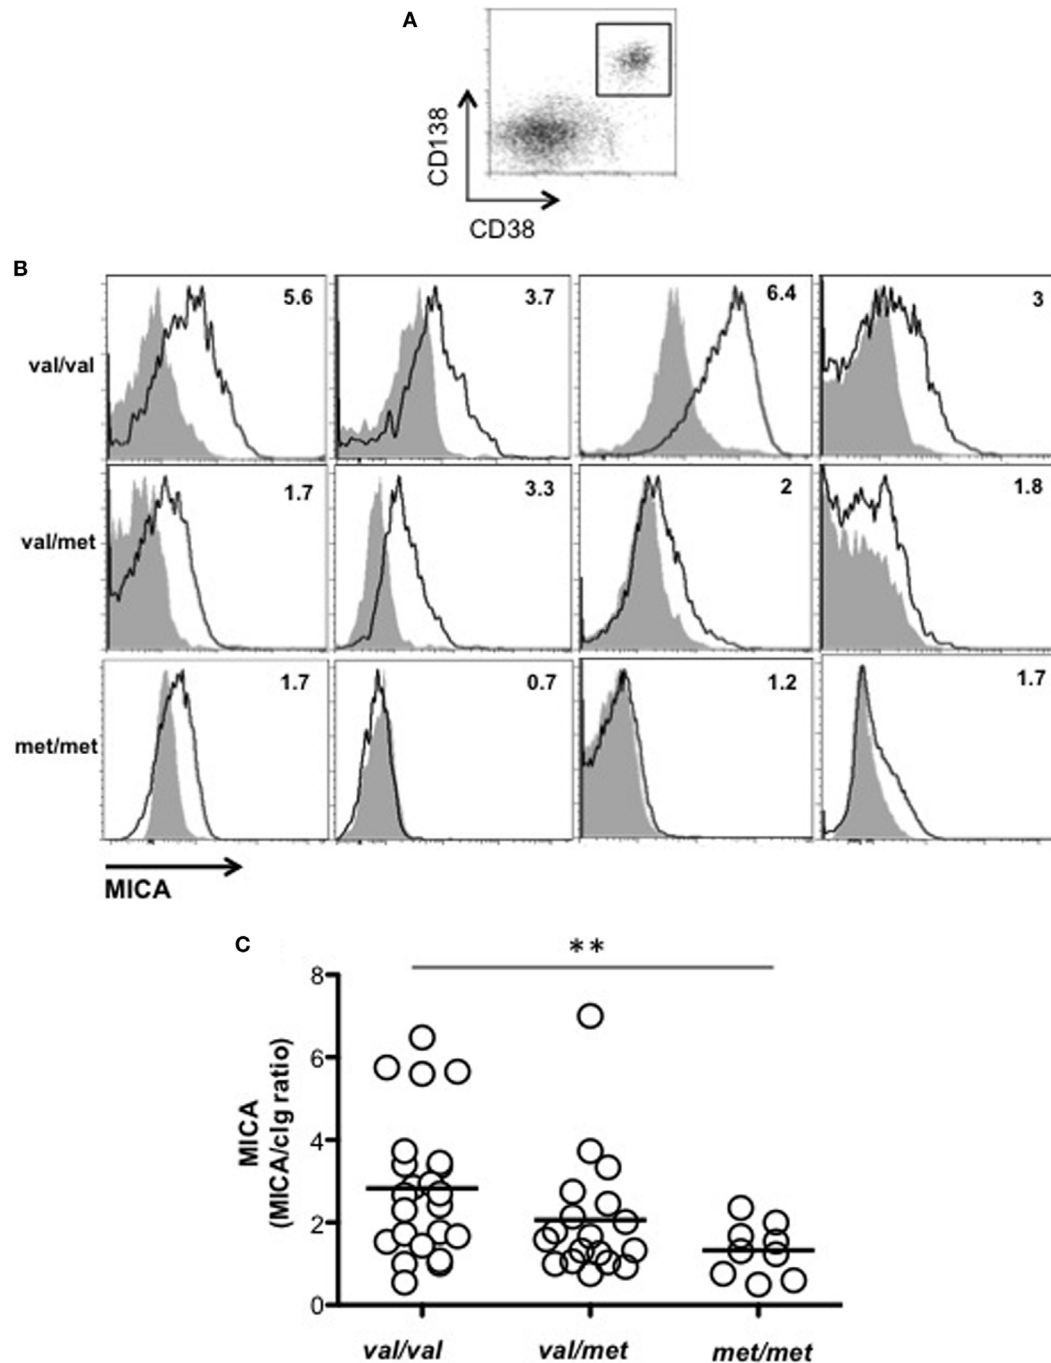 A
CD138
CD38
B
val/val
5.6
3.7
6.4
3
val/met
1.7
3.3
2
1.8
met/met
1.7
0.7
1.2
1.7
MICA
C
**
MICA
(MICA/cIg ratio)
8
6
4
2
0
val/val
val/met
met/met